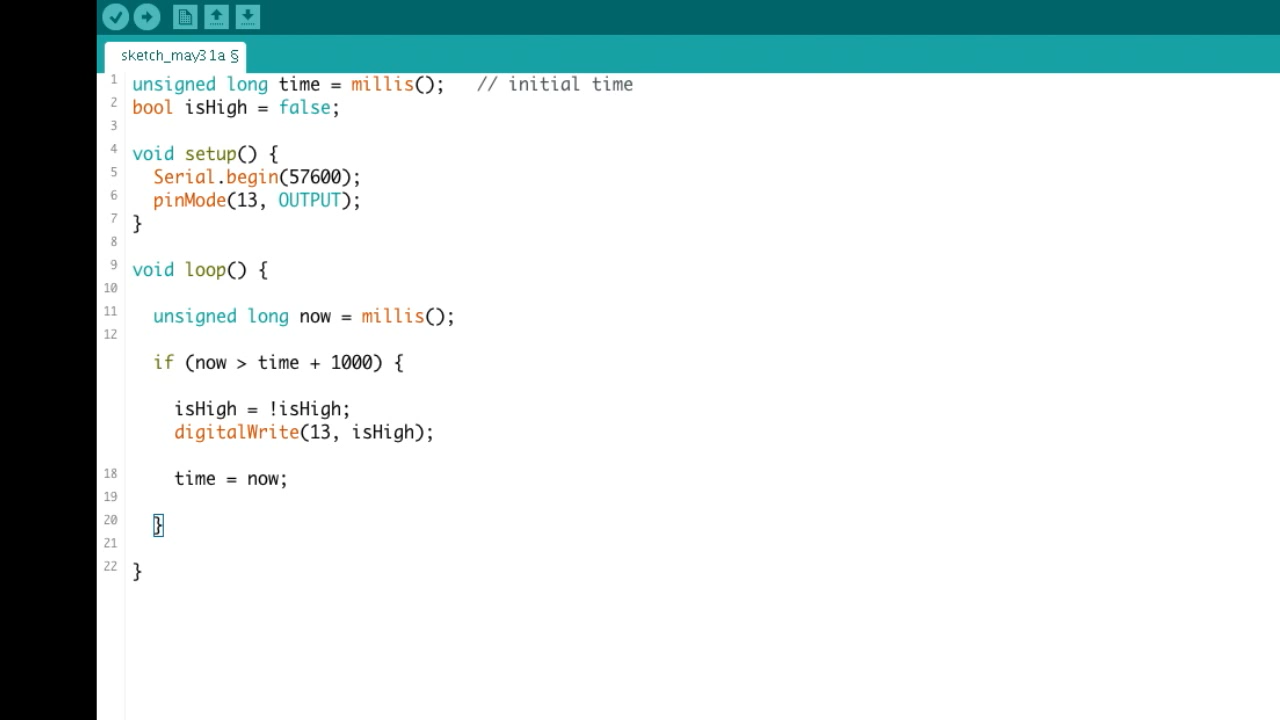 sketch_may31a §
1 unsigned long time = millis();   // initial time
2 bool isHigh = false;
3
4 void setup() {
5   Serial.begin(57600);
6   pinMode(13, OUTPUT);
7 }
8
9 void loop() {
10
11   unsigned long now = millis();
12
  if (now > time + 1000) {
    isHigh = !isHigh;
    digitalWrite(13, isHigh);
18     time = now;
19
20   }
21
22 }